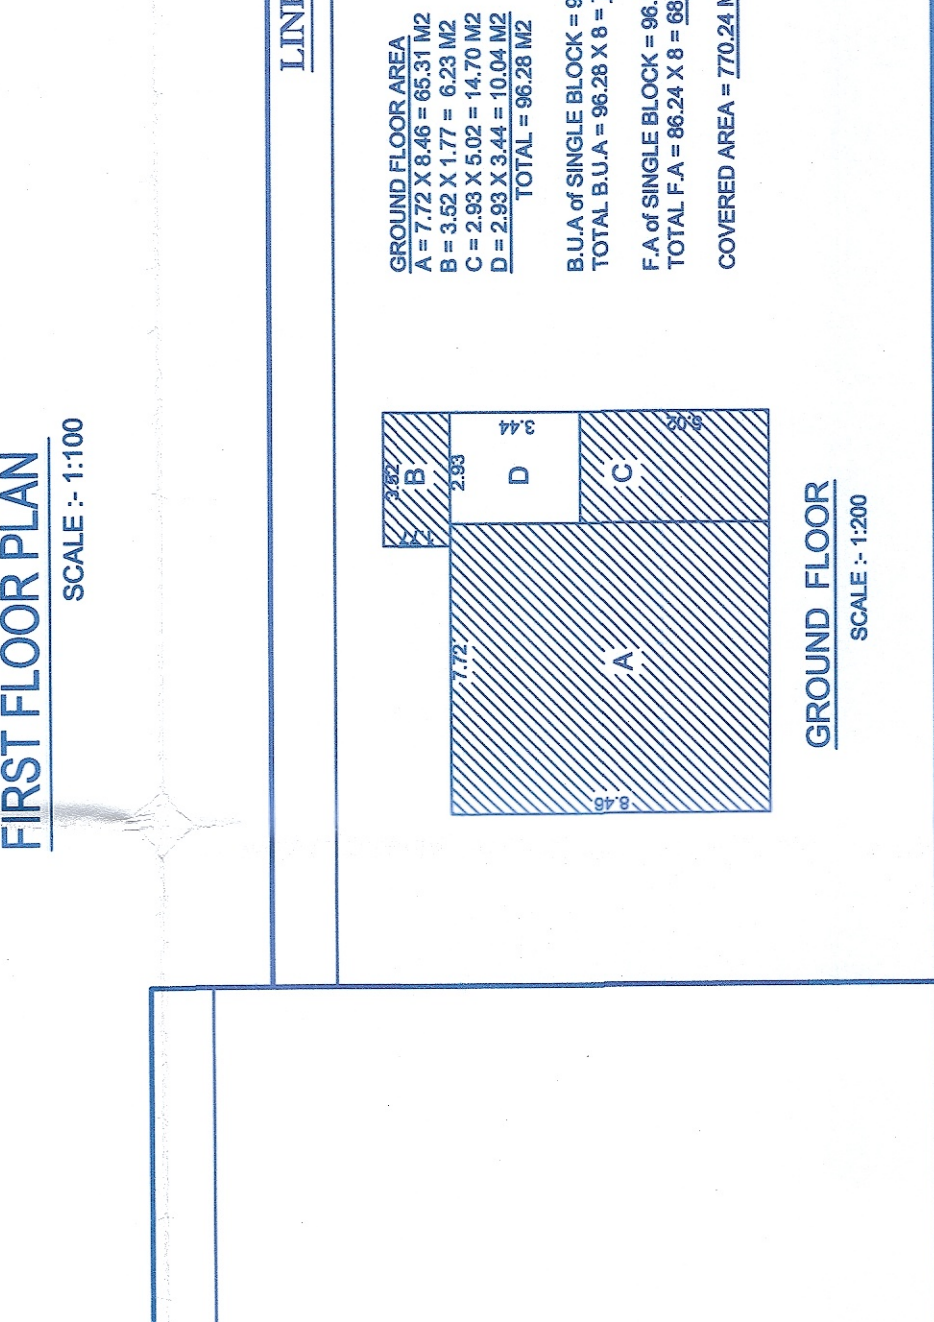 FIRST FLOOR PLAN
SCALE :- 1:100
GROUND FLOOR AREA
A = 7.72 X 8.46 = 65.31 M2
B = 3.52 X 1.77 = 6.23 M2
C = 2.93 X 5.02 = 14.70 M2
D = 2.93 X 3.44 = 10.04 M2
TOTAL = 96.28 M2
B.U.A of SINGLE BLOCK = 9
TOTAL B.U.A = 96.28 X 8 =
F.A of SINGLE BLOCK = 96.
TOTAL F.A = 86.24 X 8 = 68
COVERED AREA = 770.24 M
3.52
B
2.93
3.44
D
5.02
C
7.72
A
8.46
GROUND FLOOR
SCALE :- 1:200